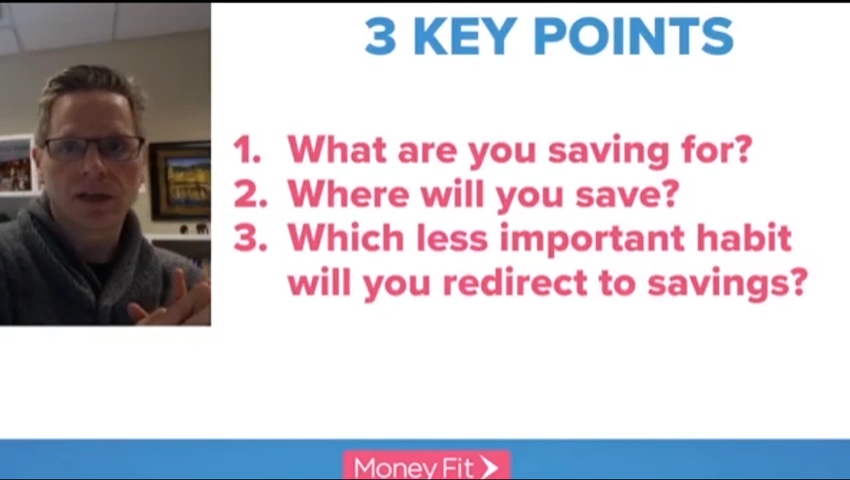 3 KEY POINTS
1. What are you saving for?
2. Where will you save?
3. Which less important habit
will you redirect to savings?
Money Fit